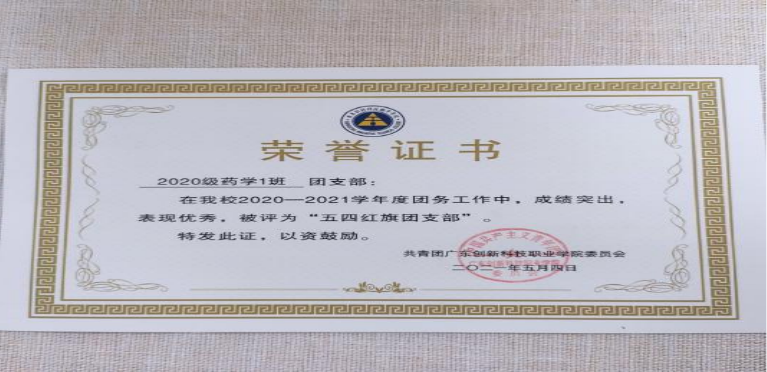 荣誉证书
2020级药学1班 团支部：
在我校2020—2021学年度团务工作中，成绩突出，
表现优秀，被评为“五四红旗团支部”。
特发此证，以资鼓励。
共青团广东创新科技职业学院委员会
二〇二一年五月四日